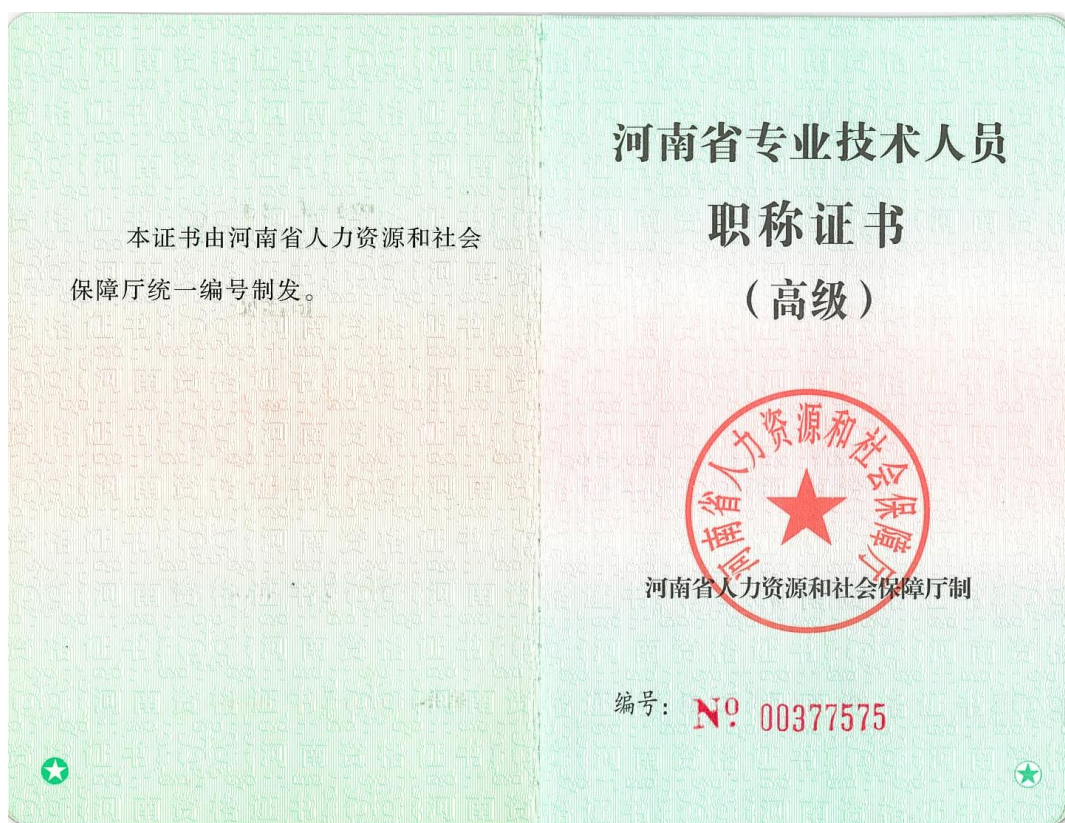 本证书由河南省人力资源和社会
保障厅统一编号制发。
河南省专业技术人员
职称证书
（高级）
河南省人力资源和社会保障厅
河南省人力资源和社会保障厅制
编号： Nº 00377575